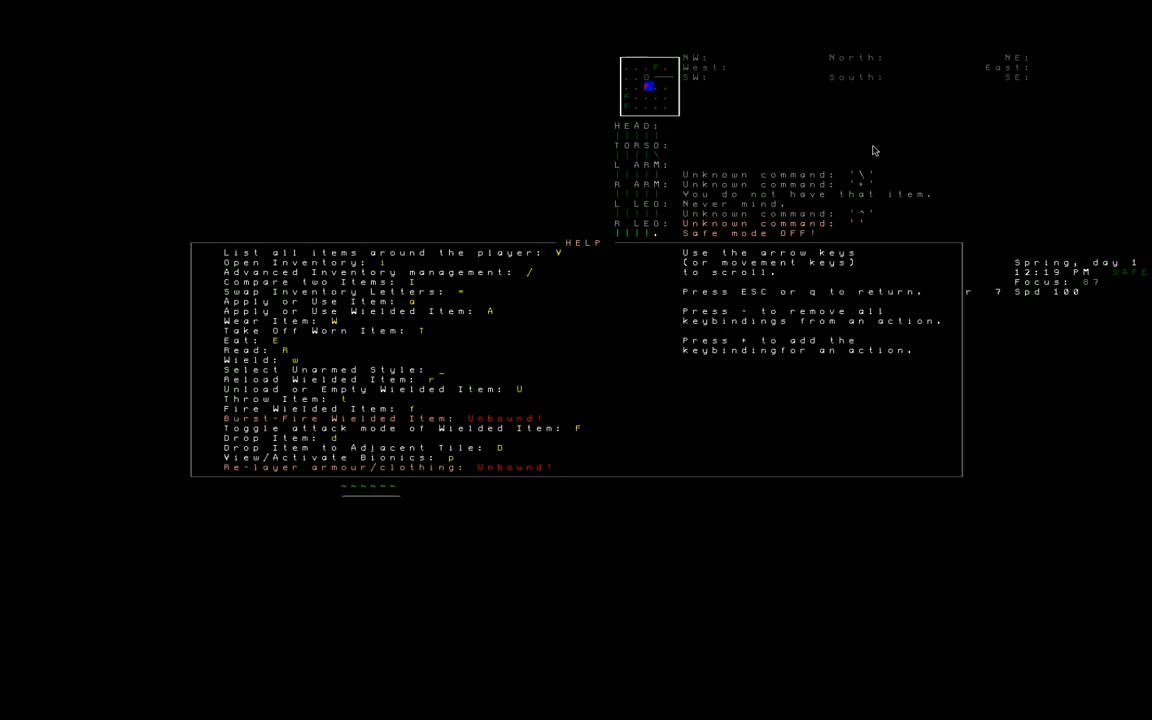 NW: North: NE:
West: East:
SW: South: SE:
HEAD:
TORSO:
L ARM:
R ARM:
L LEG:
R LEG:
Unknown command: '\'
Unknown command: '+'
You do not have that item.
Never mind.
Unknown command: '^'
Unknown command: ' '
Safe mode OFF!
HELP
List all items around the player: V
Open Inventory: i
Advanced Inventory management: /
Compare two Items: I
Swap Inventory Letters: =
Apply or Use Item: a
Apply or Use Wielded Item: A
Wear Item: W
Take Off Worn Item: T
Eat: E
Read: R
Wield: w
Select Unarmed Style: _
Reload Wielded Item: r
Unload or Empty Wielded Item: U
Throw Item: t
Fire Wielded Item: f
Burst-Fire Wielded Item: Unbound!
Toggle attack mode of Wielded Item: F
Drop Item: d
Drop Item to Adjacent Tile: D
View/Activate Bionics: p
Re-layer armour/clothing: Unbound!
Use the arrow keys
(or movement keys)
to scroll.
Press ESC or q to return.
Press - to remove all
keybindings from an action.
Press + to add the
keybindingfor an action.
Spring, day 1
12:19 PM SAFE
Focus: 87
r 7 Spd 100
~~~~~~